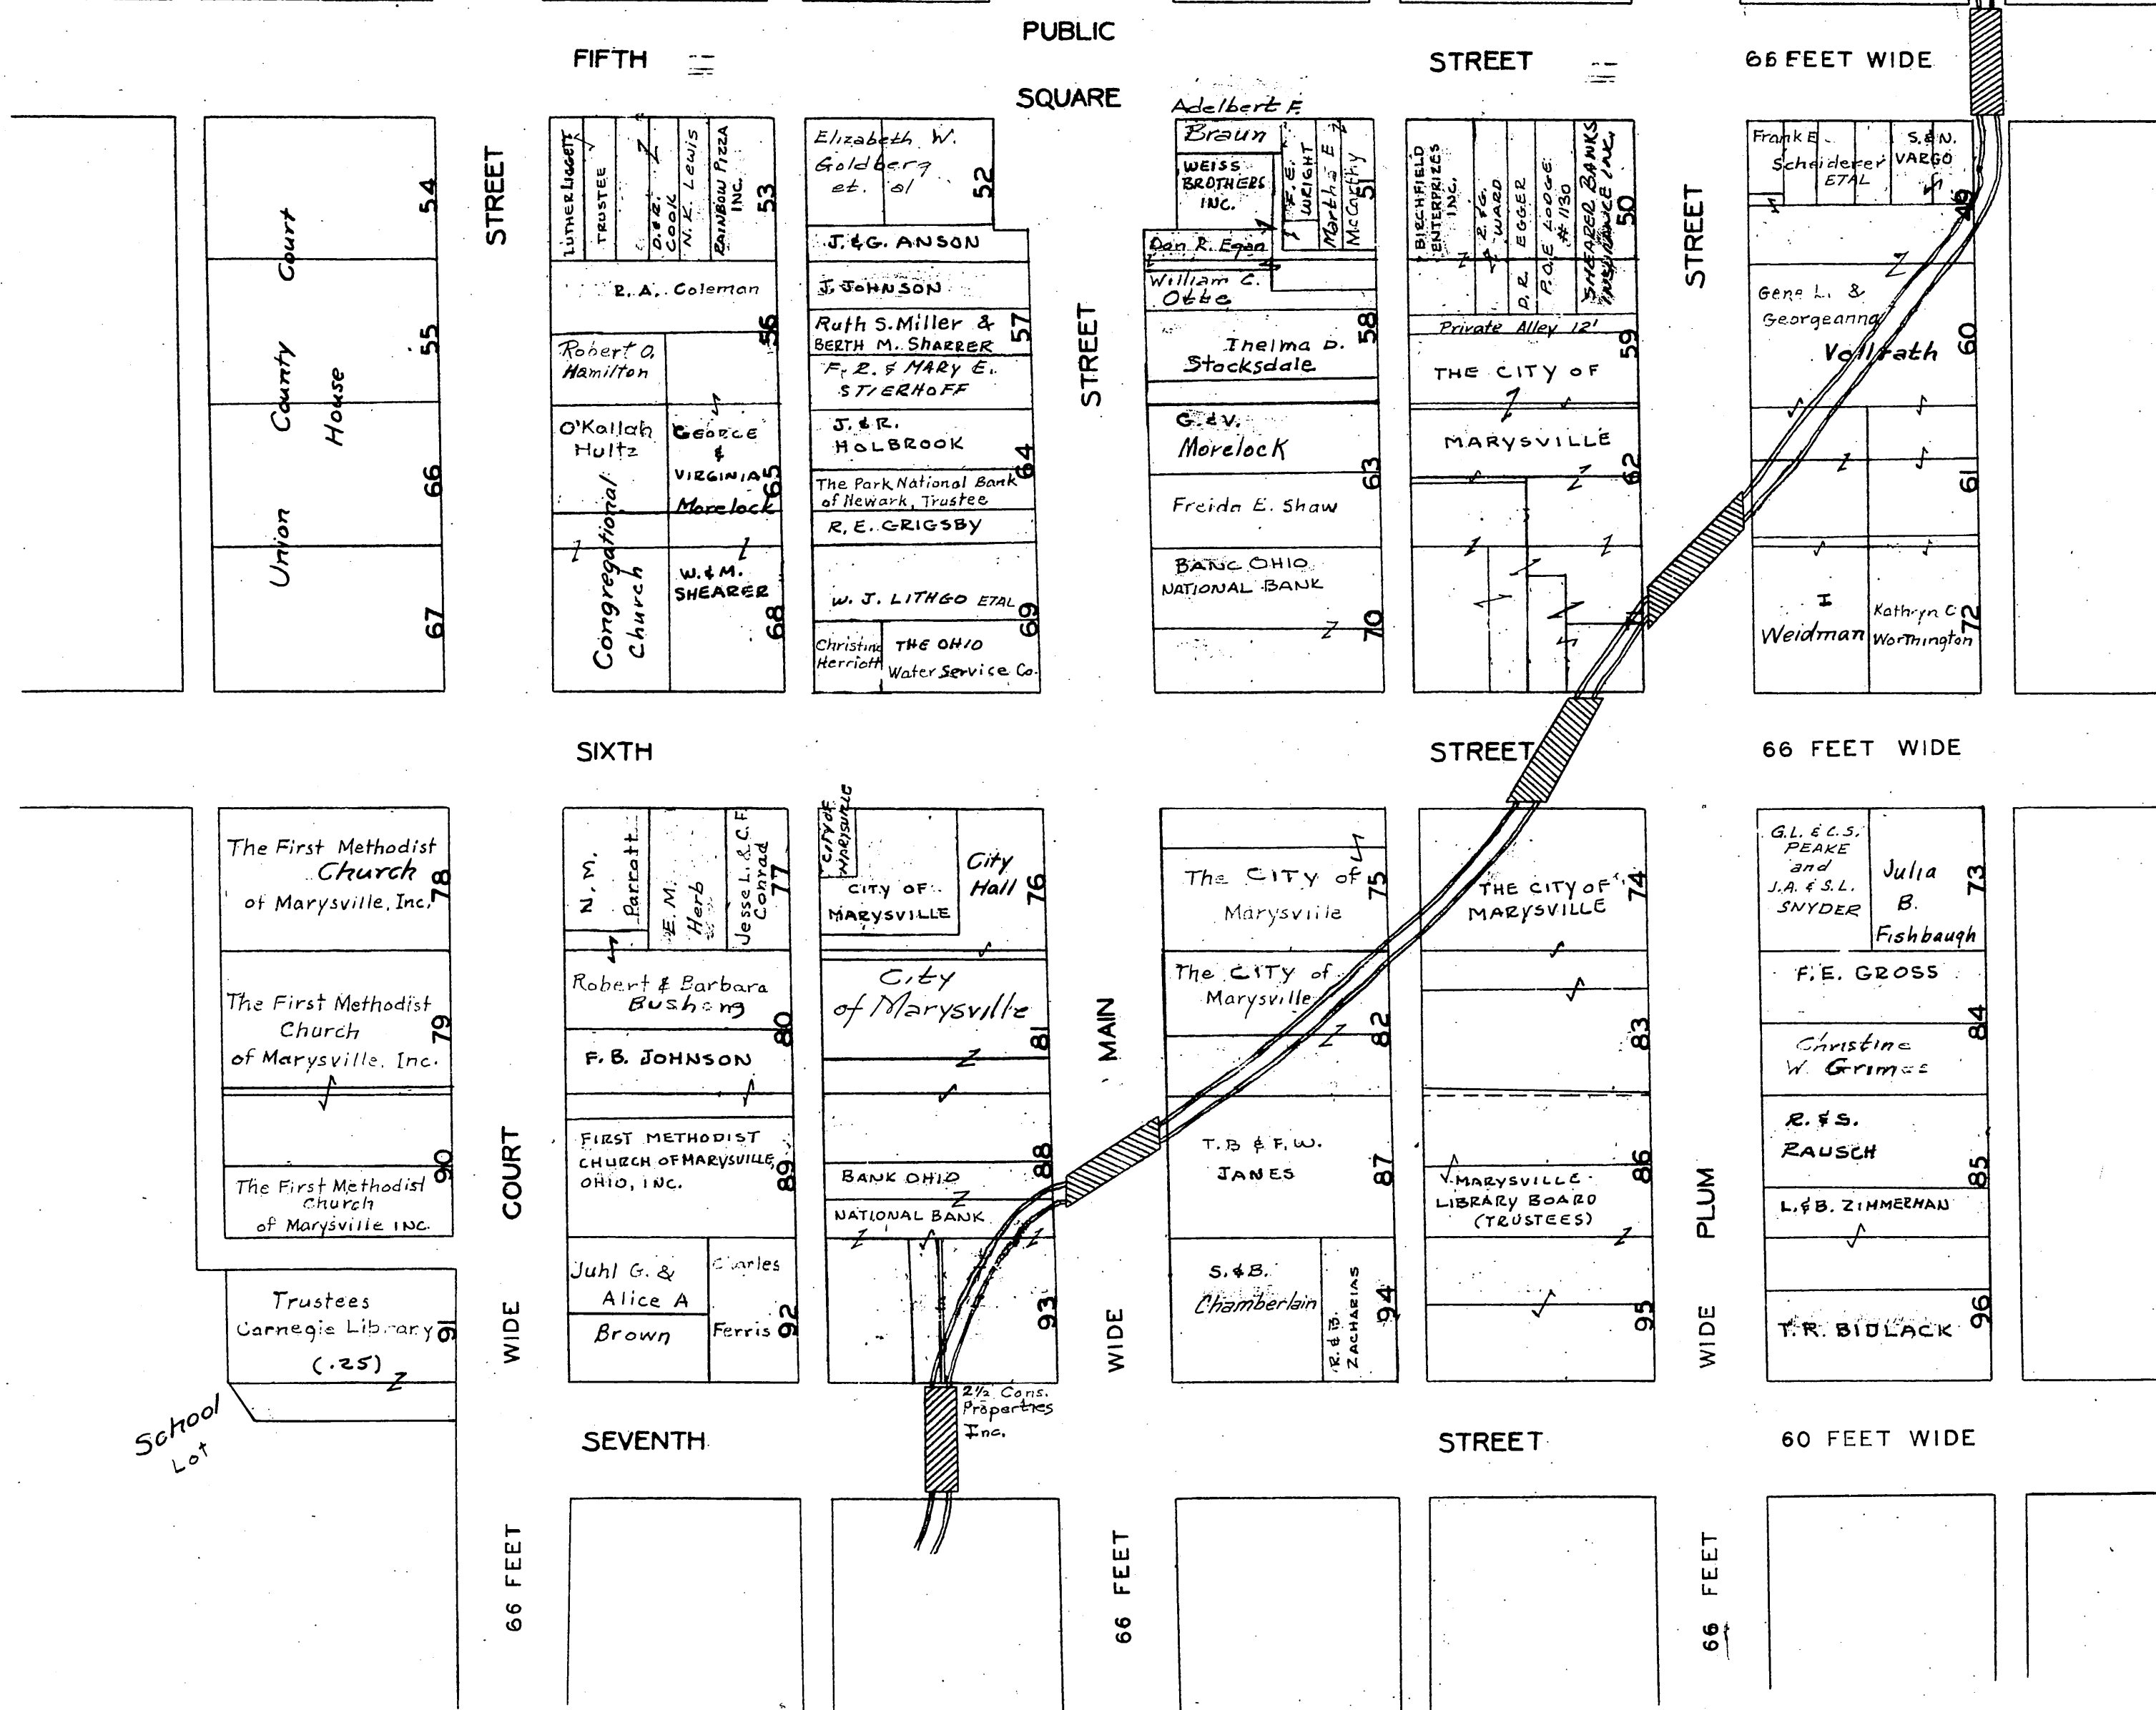 PUBLIC
FIFTH
STREET
66 FEET WIDE
SQUARE
Union County Court
House
54
55
66
67
STREET
LUTHER LIGGETT
TRUSTEE
D. & R.
COOK
N. K. Lewis
RAINBOW PIZZA
INC.
53
R. A. Coleman
56
Robert O.
Hamilton
O'Kallah
Hultz
GEORGE
&
VIRGINIA
Morelock
65
Congregational
Church
W. & M.
SHEARER
68
Elizabeth W.
Goldberg
et. al
52
J. & G. ANSON
J. JOHNSON
Ruth S. Miller &
BERTH M. SHARRER
57
F. R. & MARY E.
STIERHOFF
J. & R.
HOLBROOK
64
The Park National Bank
of Newark, Trustee
R. E. GRIGSBY
W. J. LITHGO ETAL
69
Christine
Herriott
THE OHIO
Water Service Co.
STREET
Adelbert F.
Braun
WEISS
BROTHERS
INC.
F. E.
WRIGHT
Martha E
McCarthy
51
Dan R. Egan
William C.
Otte
58
Thelma D.
Stocksdale
G. & V.
Morelock
63
Freida E. Shaw
BANC OHIO
NATIONAL BANK
70
BIRCHFIELD
ENTERPRIZES
INC.
R. & G.
WARD
D. R. EGGER
P.O.E LODGE
# 1130
SHEARER BANKS
INSURANCE INC.
50
Private Alley 12'
59
THE CITY OF
MARYSVILLE
62
STREET
Frank E.
Scheiderer
ETAL
S. & N.
VARGO
49
Gene L. &
Georgeanna
Vollrath
60
61
I
Weidman
Kathryn C
Worthington
72
SIXTH
STREET
66 FEET WIDE
The First Methodist
Church
of Marysville, Inc.
78
The First Methodist
Church
of Marysville, Inc.
79
90
The First Methodist
Church
of Marysville INC.
Trustees
Carnegie Library
(.25)
91
School
Lot
COURT
WIDE
66 FEET
N. M.
Parrott
E. M.
Herb
Jesse L. & C. F.
Conrad
77
Robert & Barbara
Bushong
80
F. B. JOHNSON
FIRST METHODIST
CHURCH OF MARYSVILLE,
OHIO, INC.
89
Juhl G. &
Alice A
Brown
Charles
Ferris
92
CITY OF
MARYSVILLE
CITY OF
MARYSVILLE
City
Hall
76
City
of Marysville
81
88
BANK OHIO
NATIONAL BANK
93
2½ Cons.
Properties
Inc.
MAIN
WIDE
66 FEET
The CITY of
Marysville
75
The CITY of
Marysville
82
T. B & F. W.
JANES
87
S. & B.
Chamberlain
R. & B.
ZACHARIAS
94
THE CITY OF
MARYSVILLE
74
83
86
MARYSVILLE
LIBRARY BOARD
(TRUSTEES)
95
PLUM
WIDE
66 FEET
G.L. & C.S.
PEAKE
and
J.A. & S.L.
SNYDER
Julia
B.
Fishbaugh
73
F. E. GROSS
84
Christine
W. Grimes
R. & S.
RAUSCH
85
L. & B. ZIMMERMAN
T. R. BIDLACK
96
SEVENTH
STREET
60 FEET WIDE